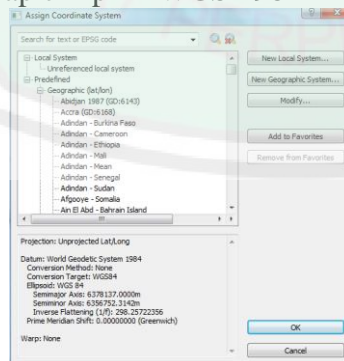 Assign Coordinate System
Search for text or EPSG code
Local System
Unreferenced local system
Predefined
Geographic (lat/lon)
Abidjan 1987 (GD:6143)
Accra (GD:6168)
Adindan - Burkina Faso
Adindan - Cameroon
Adindan - Ethiopia
Adindan - Mali
Adindan - Mean
Adindan - Senegal
Adindan - Sudan
Afgooye - Somalia
Ain El Abd - Bahrain Island
New Local System...
New Geographic System...
Modify...
Add to Favorites
Remove from Favorites
Projection: Unprojected Lat/Long
Datum: World Geodetic System 1984
Conversion Method: None
Conversion Target: WGS84
Ellipsoid: WGS 84
Semimajor Axis: 6378137.0000m
Semiminor Axis: 6356752.3142m
Inverse Flattening (1/f): 298.25722356
Prime Meridian Shift: 0.00000000 (Greenwich)
Warp: None
OK
Cancel